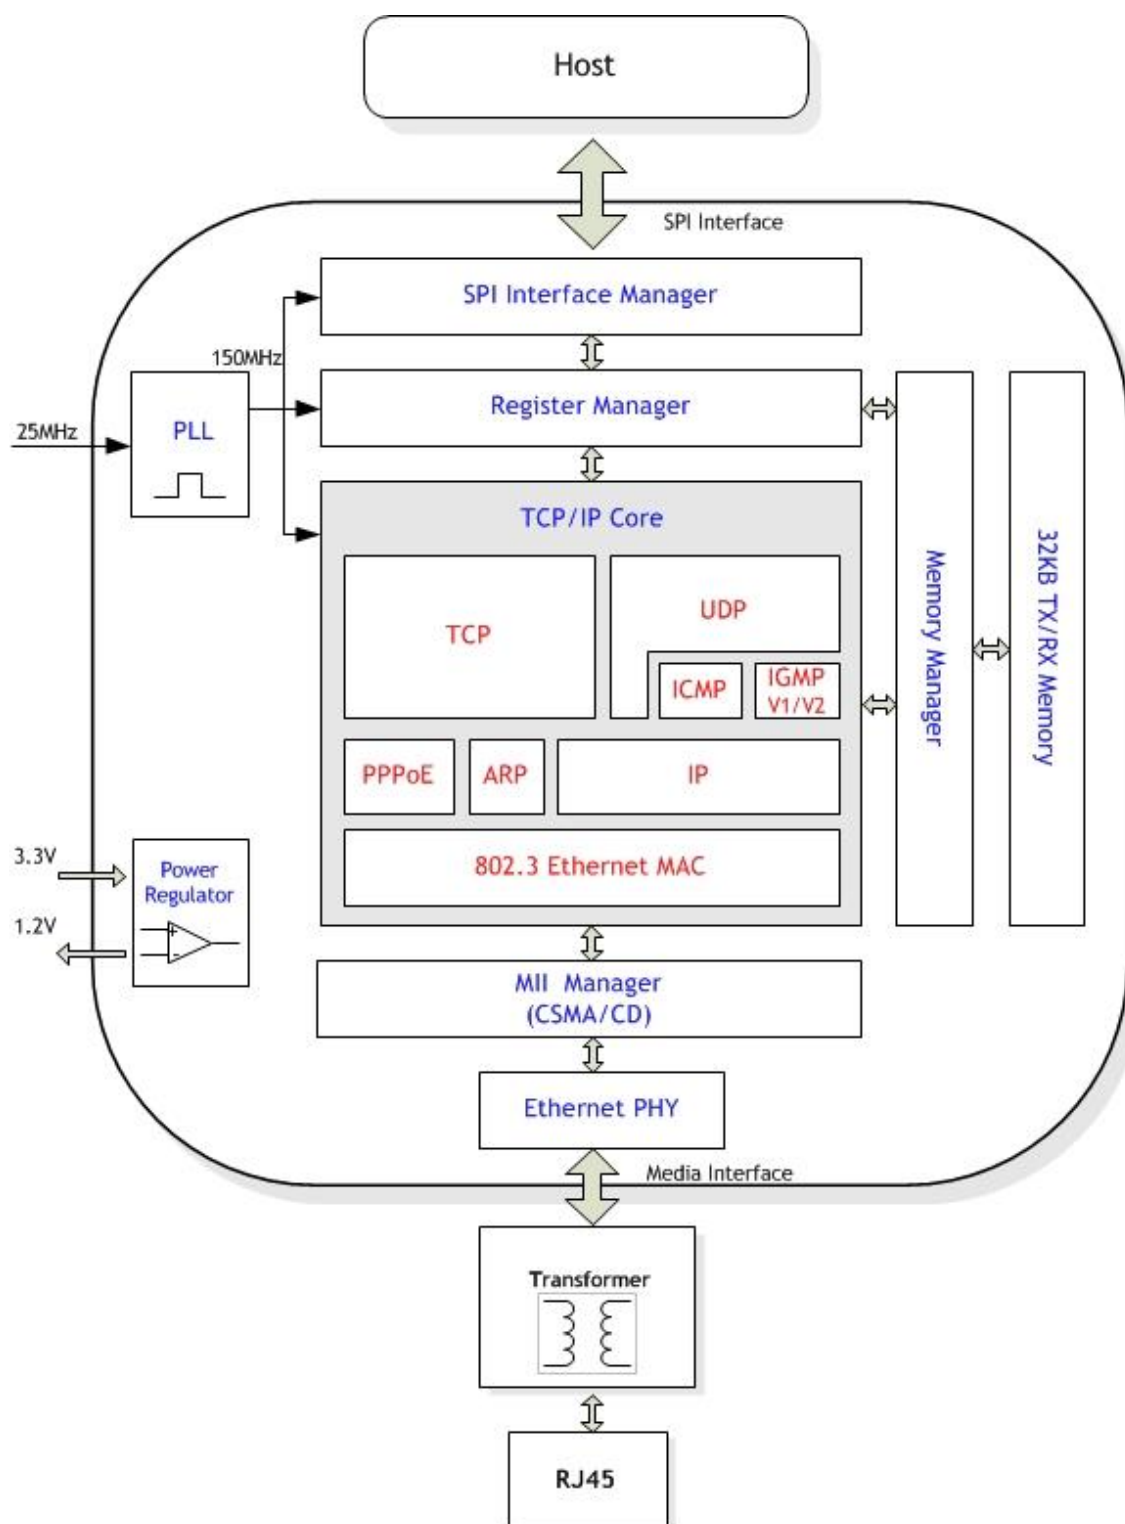 Host
SPI Interface
SPI Interface Manager
150MHz
Register Manager
25MHz
PLL
TCP/IP Core
TCP
UDP
ICMP
IGMP
V1/V2
PPPoE
ARP
IP
802.3 Ethernet MAC
Memory Manager
32KB TX/RX Memory
3.3V
1.2V
Power
Regulator
+
-
MII Manager
(CSMA/CD)
Ethernet PHY
Media Interface
Transformer
RJ45